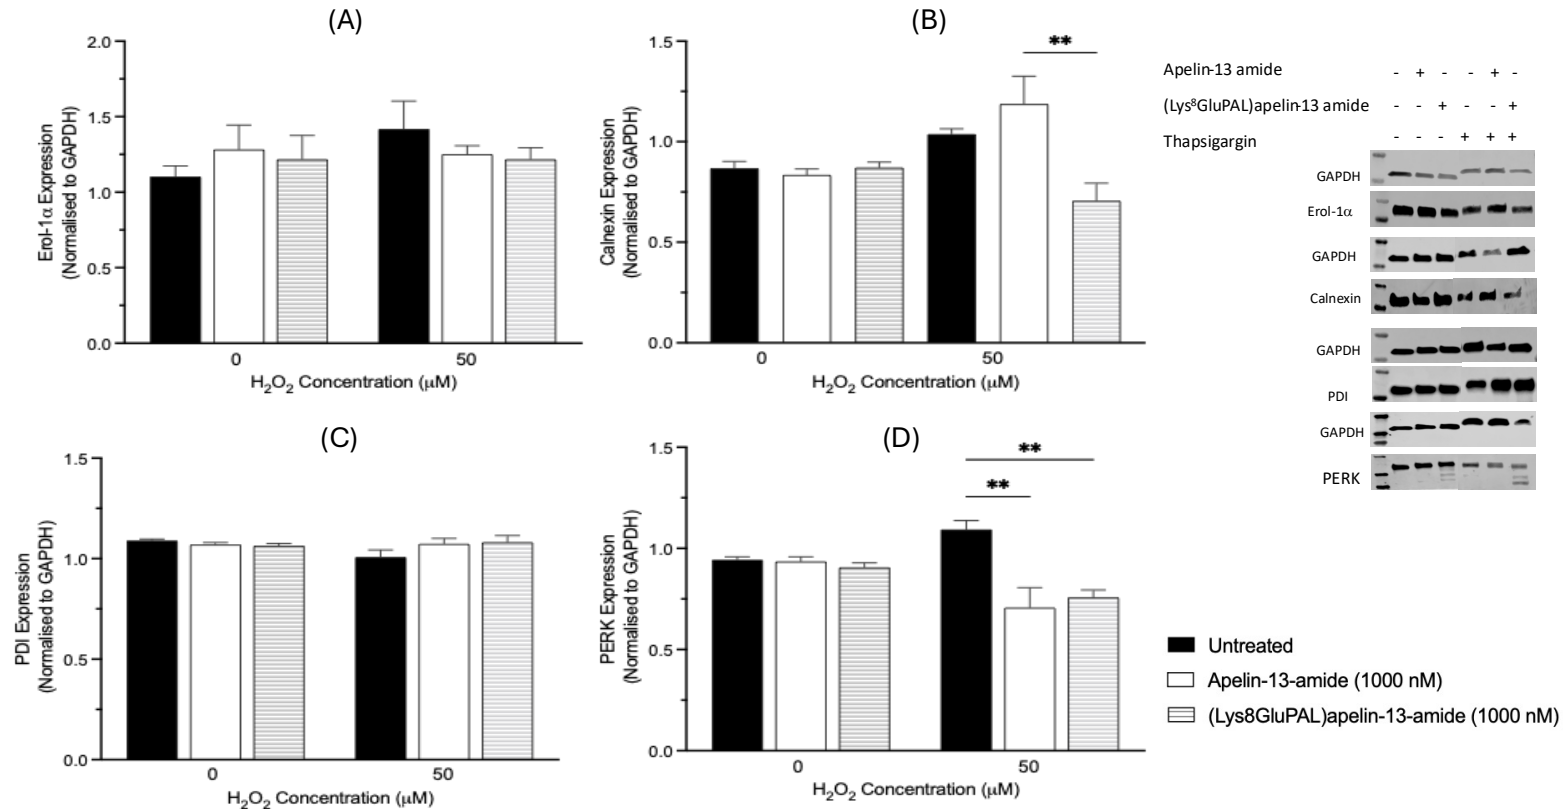 (A)
2.0
1.5
1.0
0.5
0.0
Erol-1α Expression
(Normalised to GAPDH)
0 50
H₂O₂ Concentration (μM)
(B)
1.5
1.0
0.5
0.0
Calnexin Expression
(Normalised to GAPDH)
**
0 50
H₂O₂ Concentration (μM)
(C)
1.5
1.0
0.5
0.0
PDI Expression
(Normalised to GAPDH)
0 50
H₂O₂ Concentration (μM)
(D)
1.5
1.0
0.5
0.0
PERK Expression
(Normalised to GAPDH)
**
**
0 50
H₂O₂ Concentration (μM)
Apelin-13 amide - + - - + -
(Lys⁸GluPAL)apelin-13 amide - - + - - +
Thapsigargin - - - + + +
GAPDH
Erol-1α
GAPDH
Calnexin
GAPDH
PDI
GAPDH
PERK
Untreated
Apelin-13-amide (1000 nM)
(Lys8GluPAL)apelin-13-amide (1000 nM)